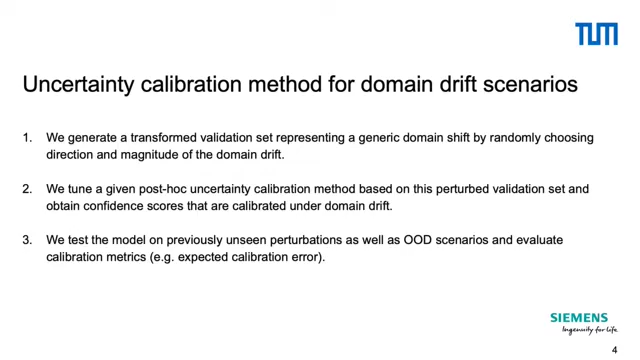 TUM
Uncertainty calibration method for domain drift scenarios
1. We generate a transformed validation set representing a generic domain shift by randomly choosing
direction and magnitude of the domain drift.
2. We tune a given post-hoc uncertainty calibration method based on this perturbed validation set and
obtain confidence scores that are calibrated under domain drift.
3. We test the model on previously unseen perturbations as well as OOD scenarios and evaluate
calibration metrics (e.g. expected calibration error).
SIEMENS
Ingenuity for life
4